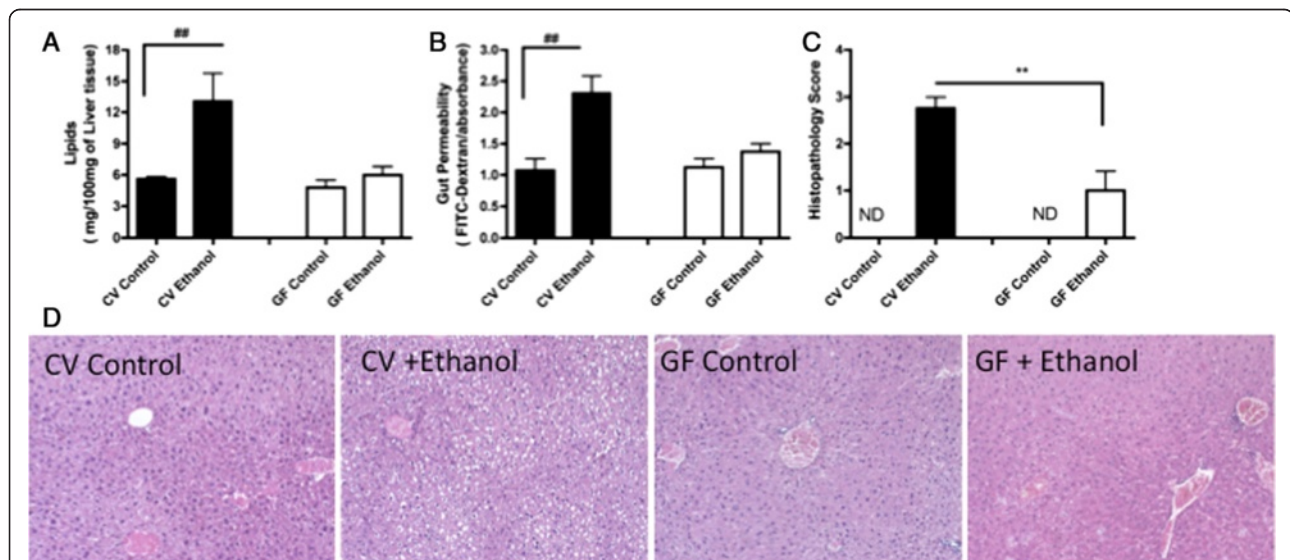 A
##
Lipids
( mg/100mg of Liver tissue)
18
15
12
9
6
3
0
CV Control
CV Ethanol
GF Control
GF Ethanol
B
##
Gut Permeability
( FITC-Dextran/absorbance)
3.0
2.5
2.0
1.5
1.0
0.5
0.0
CV Control
CV Ethanol
GF Control
GF Ethanol
C
**
Histopathology Score
4
3
2
1
0
ND
ND
CV Control
CV Ethanol
GF Control
GF Ethanol
D
CV Control
CV +Ethanol
GF Control
GF + Ethanol